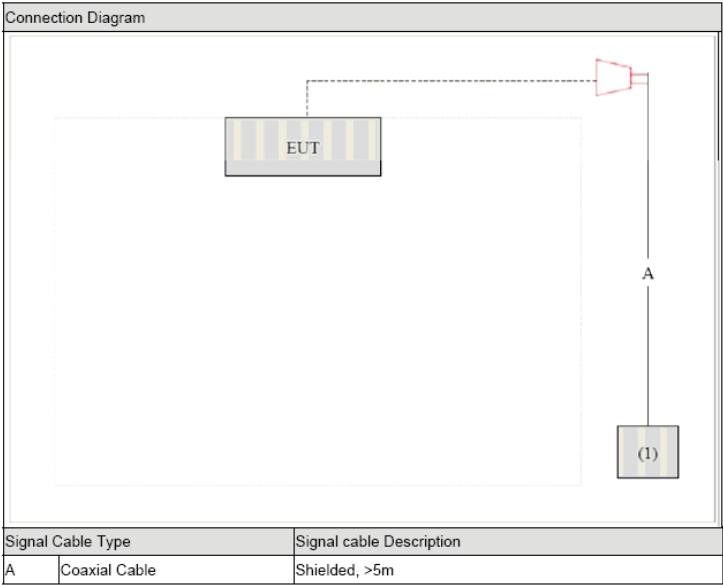 Connection Diagram
EUT
A
(1)
Signal Cable Type Signal cable Description
A Coaxial Cable Shielded, >5m